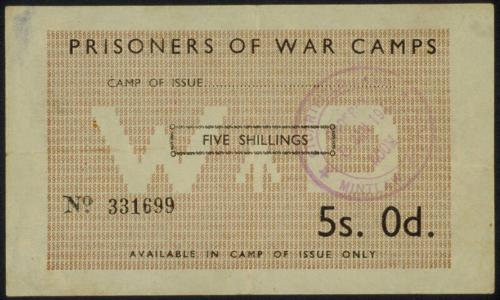 PRISONERS OF WAR CAMPS
CAMP OF ISSUE
W D
FIVE SHILLINGS
MINTLAW
Nº 331699
5s. 0d.
AVAILABLE IN CAMP OF ISSUE ONLY